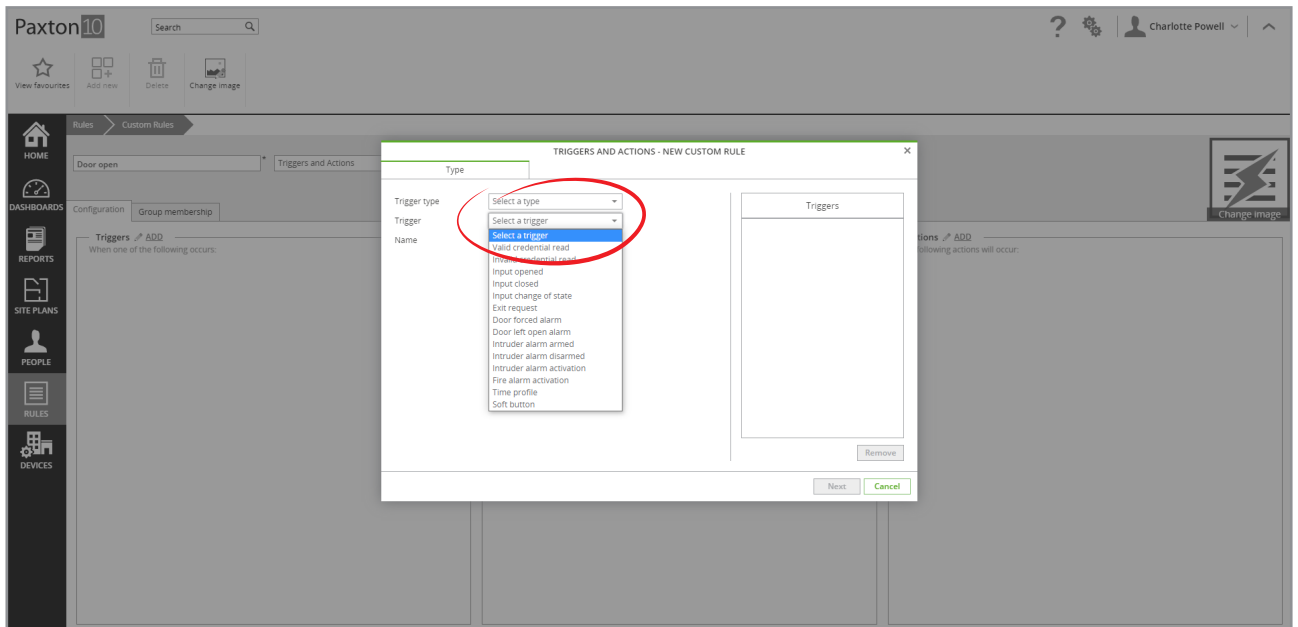 Paxton10
Search
Charlotte Powell
View favourites
Add new
Delete
Change image
Rules
Custom Rules
HOME
DASHBOARDS
REPORTS
SITE PLANS
PEOPLE
RULES
DEVICES
Door open
*
Triggers and Actions
Change image
Configuration
Group membership
Triggers ADD
When one of the following occurs:
tions ADD
ollowing actions will occur:
TRIGGERS AND ACTIONS - NEW CUSTOM RULE
×
Type
Trigger type
Select a type
Trigger
Select a trigger
Name
Select a trigger
Valid credential read
Invalid credential read
Input opened
Input closed
Input change of state
Exit request
Door forced alarm
Door left open alarm
Intruder alarm armed
Intruder alarm disarmed
Intruder alarm activation
Fire alarm activation
Time profile
Soft button
Triggers
Remove
Next
Cancel